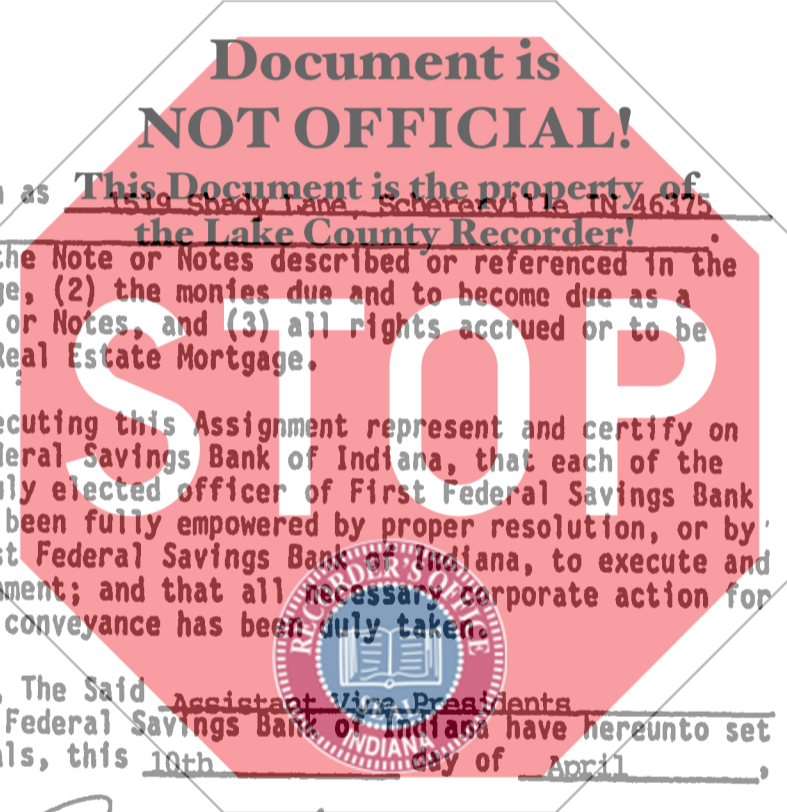 Document is
NOT OFFICIAL!
This Document is the property of
the Lake County Recorder!
as 1519 Shady Lane, Schererville IN 46375
.
the Note or Notes described or referenced in the
ge, (2) the monies due and to become due as a
or Notes, and (3) all rights accrued or to be
Real Estate Mortgage.
STOP
ecuting this Assignment represent and certify on
deral Savings Bank of Indiana, that each of the
ly elected officer of First Federal Savings Bank
been fully empowered by proper resolution, or by
st Federal Savings Bank of Indiana, to execute and
nment; and that all necessary corporate action for
conveyance has been duly taken.
RECORDER'S OFFICE
INDIANA
, The Said Assistant Vice Presidents
Federal Savings Bank of Indiana have hereunto set
ls, this 10th day of April,